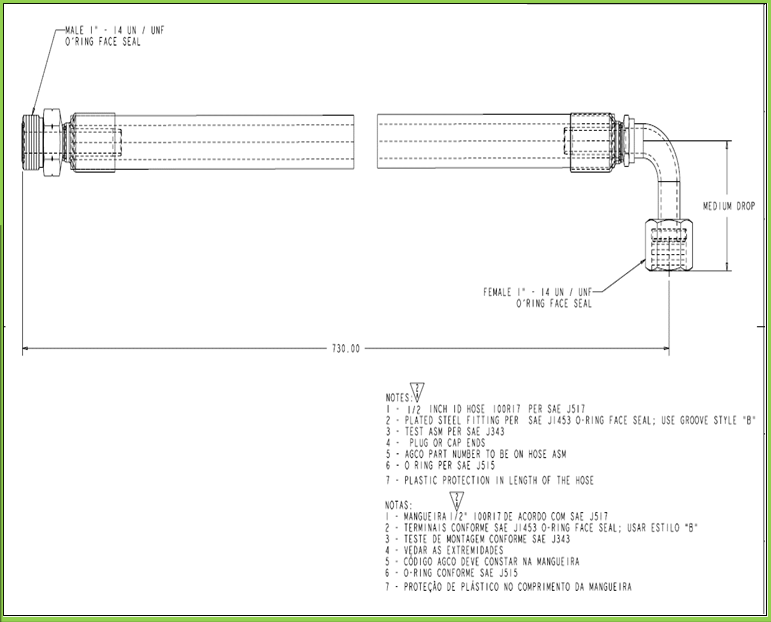 MALE 1" - 14 UN / UNF
O'RING FACE SEAL
MEDIUM DROP
FEMALE 1" - 14 UN / UNF
O'RING FACE SEAL
730.00
NOTES:
1 - 1/2 INCH ID HOSE 100R17 PER SAE J517
2 - PLATED STEEL FITTING PER SAE J1453 O-RING FACE SEAL; USE GROOVE STYLE "B"
3 - TEST ASM PER SAE J343
4 - PLUG OR CAP ENDS
5 - AGCO PART NUMBER TO BE ON HOSE ASM
6 - O RING PER SAE J515
7 - PLASTIC PROTECTION IN LENGTH OF THE HOSE
NOTAS:
1 - MANGUEIRA 1/2" 100R17 DE ACORDO COM SAE J517
2 - TERMINAIS CONFORME SAE J1453 O-RING FACE SEAL; USAR ESTILO "B"
3 - TESTE DE MONTAGEM CONFORME SAE J343
4 - VEDAR AS EXTREMIDADES
5 - CÓDIGO AGCO DEVE CONSTAR NA MANGUEIRA
6 - O-RING CONFORME SAE J515
7 - PROTEÇÃO DE PLÁSTICO NO COMPRIMENTO DA MANGUEIRA